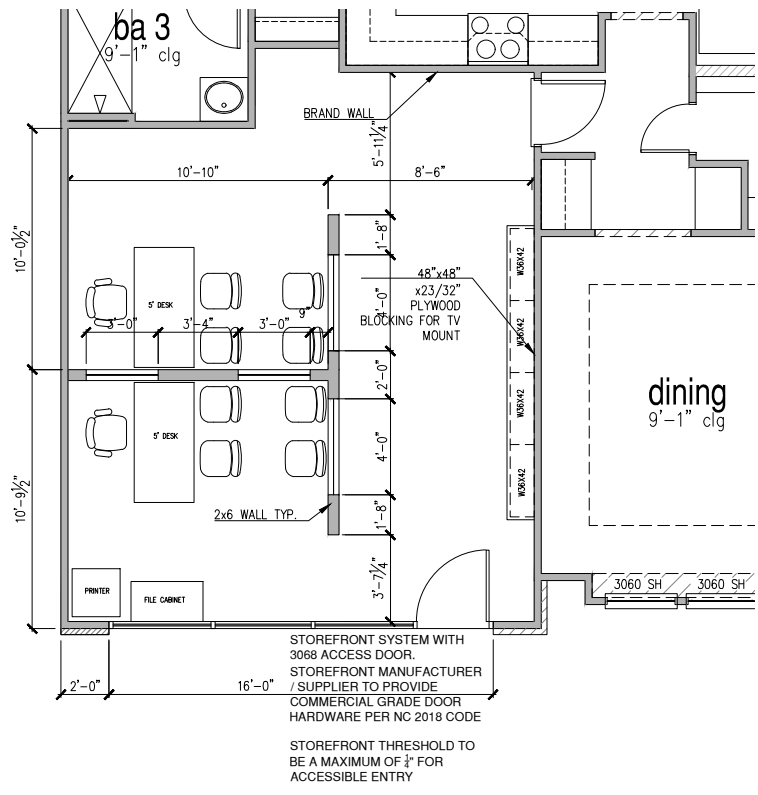 ba 3
9'-1" clg
BRAND WALL
5'-11¼"
10'-10"
8'-6"
10'-0½"
1'-8"
48"x48"
x23/32"
PLYWOOD
BLOCKING FOR TV
MOUNT
4'-0"
W36X42
W36X42
W36X42
W36X42
5' DESK
9"
3'-0"
3'-4"
3'-0"
2'-0"
dining
9'-1" clg
5' DESK
4'-0"
10'-9½"
2x6 WALL TYP.
1'-8"
3'-7¼"
PRINTER
FILE CABINET
3060 SH
3060 SH
2'-0"
16'-0"
STOREFRONT SYSTEM WITH
3068 ACCESS DOOR.
STOREFRONT MANUFACTURER
/ SUPPLIER TO PROVIDE
COMMERCIAL GRADE DOOR
HARDWARE PER NC 2018 CODE
STOREFRONT THRESHOLD TO
BE A MAXIMUM OF ¼" FOR
ACCESSIBLE ENTRY